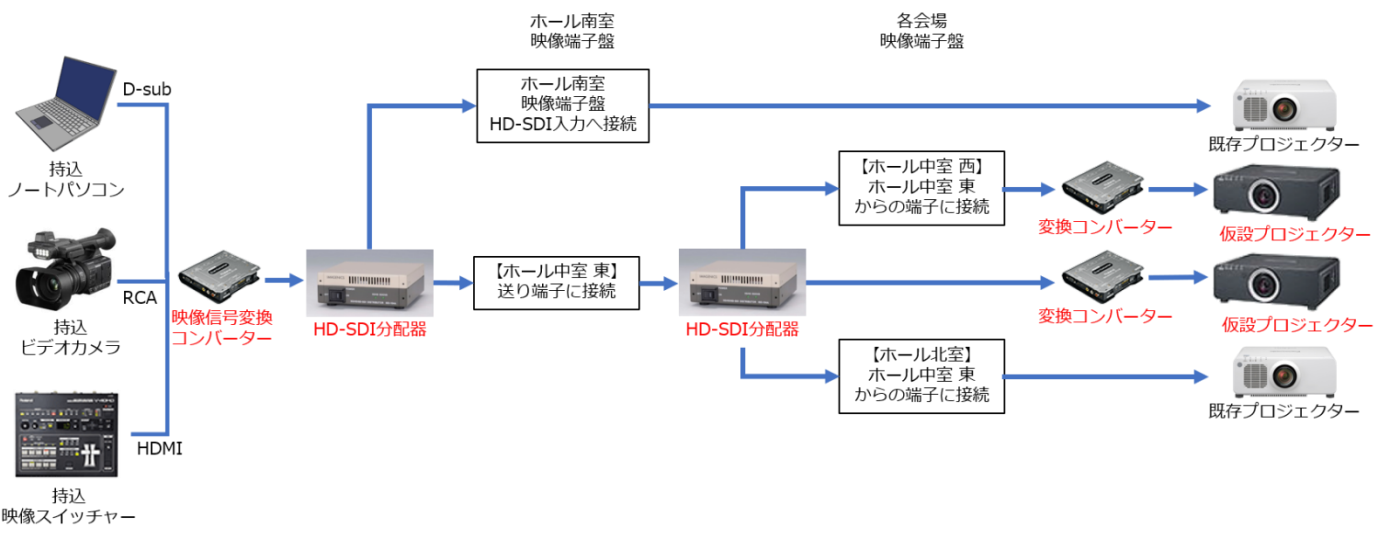 ホール南室
映像端子盤
各会場
映像端子盤
D-sub
持込
ノートパソコン
ホール南室
映像端子盤
HD-SDI入力へ接続
既存プロジェクター
【ホール中室 西】
ホール中室 東
からの端子に接続
変換コンバーター
仮設プロジェクター
RCA
持込
ビデオカメラ
映像信号変換
コンバーター
HD-SDI分配器
【ホール中室 東】
送り端子に接続
HD-SDI分配器
変換コンバーター
仮設プロジェクター
【ホール北室】
ホール中室 東
からの端子に接続
既存プロジェクター
HDMI
持込
映像スイッチャー